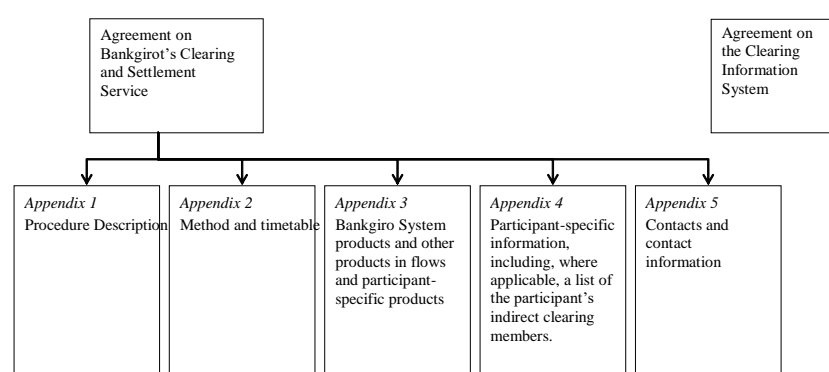 Agreement on
Bankgirot's Clearing
and Settlement
Service
Agreement on
the Clearing
Information
System
Appendix 1
Procedure Description
Appendix 2
Method and timetable
Appendix 3
Bankgiro System
products and other
products in flows
and participant-
specific products
Appendix 4
Participant-specific
information,
including, where
applicable, a list of
the participant's
indirect clearing
members.
Appendix 5
Contacts and
contact
information